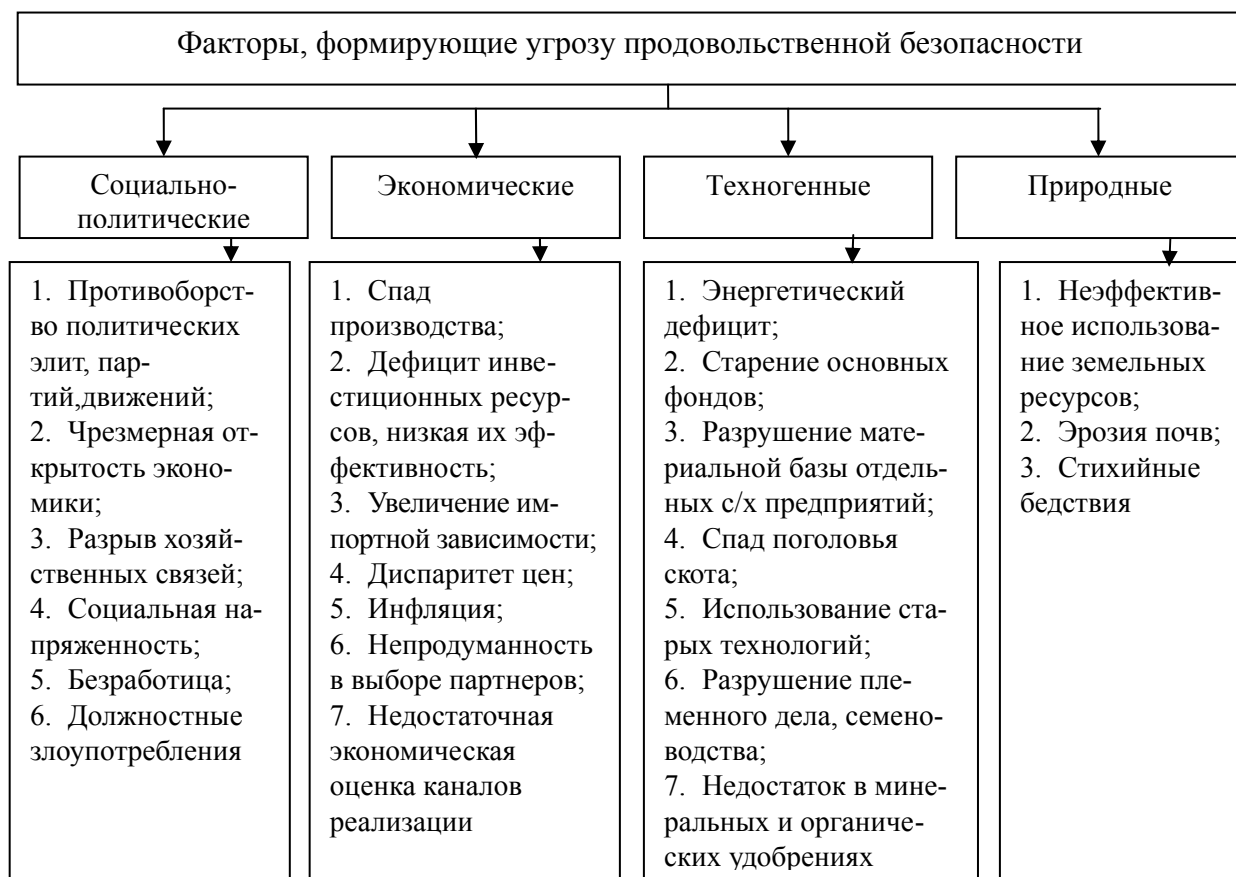 Факторы, формирующие угрозу продовольственной безопасности
Социально-
политические
Экономические
Техногенные
Природные
1. Противоборст-
во политических
элит, пар-
тий,движений;
2. Чрезмерная от-
крытость эконо-
мики;
3. Разрыв хозяй-
ственных связей;
4. Социальная на-
пряженность;
5. Безработица;
6. Должностные
злоупотребления
1. Спад
производства;
2. Дефицит инве-
стиционных ресур-
сов, низкая их эф-
фективность;
3. Увеличение им-
портной зависимости;
4. Диспаритет цен;
5. Инфляция;
6. Непродуманность
в выборе партнеров;
7. Недостаточная
экономическая
оценка каналов
реализации
1. Энергетический
дефицит;
2. Старение основных
фондов;
3. Разрушение мате-
риальной базы отдель-
ных с/х предприятий;
4. Спад поголовья
скота;
5. Использование ста-
рых технологий;
6. Разрушение пле-
менного дела, семено-
водства;
7. Недостаток в мине-
ральных и органиче-
ских удобрениях
1. Неэффектив-
ное использова-
ние земельных
ресурсов;
2. Эрозия почв;
3. Стихийные
бедствия